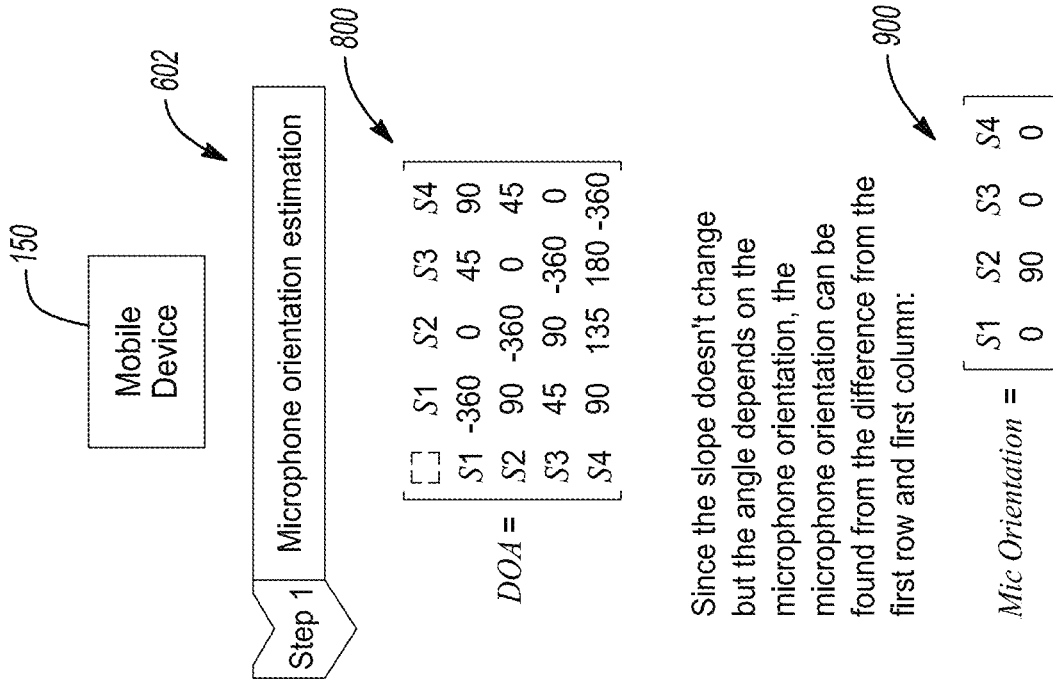 150
Mobile
Device
602
Step 1 Microphone orientation estimation
800
DOA =
S1 S2 S3 S4
S1 -360 0 45 90
S2 90 -360 0 45
S3 45 90 -360 0
S4 90 135 180 -360
Since the slope doesn't change
but the angle depends on the
microphone orientation, the
microphone orientation can be
found from the difference from the
first row and first column:
900
Mic Orientation =
S1 S2 S3 S4
0 90 0 0